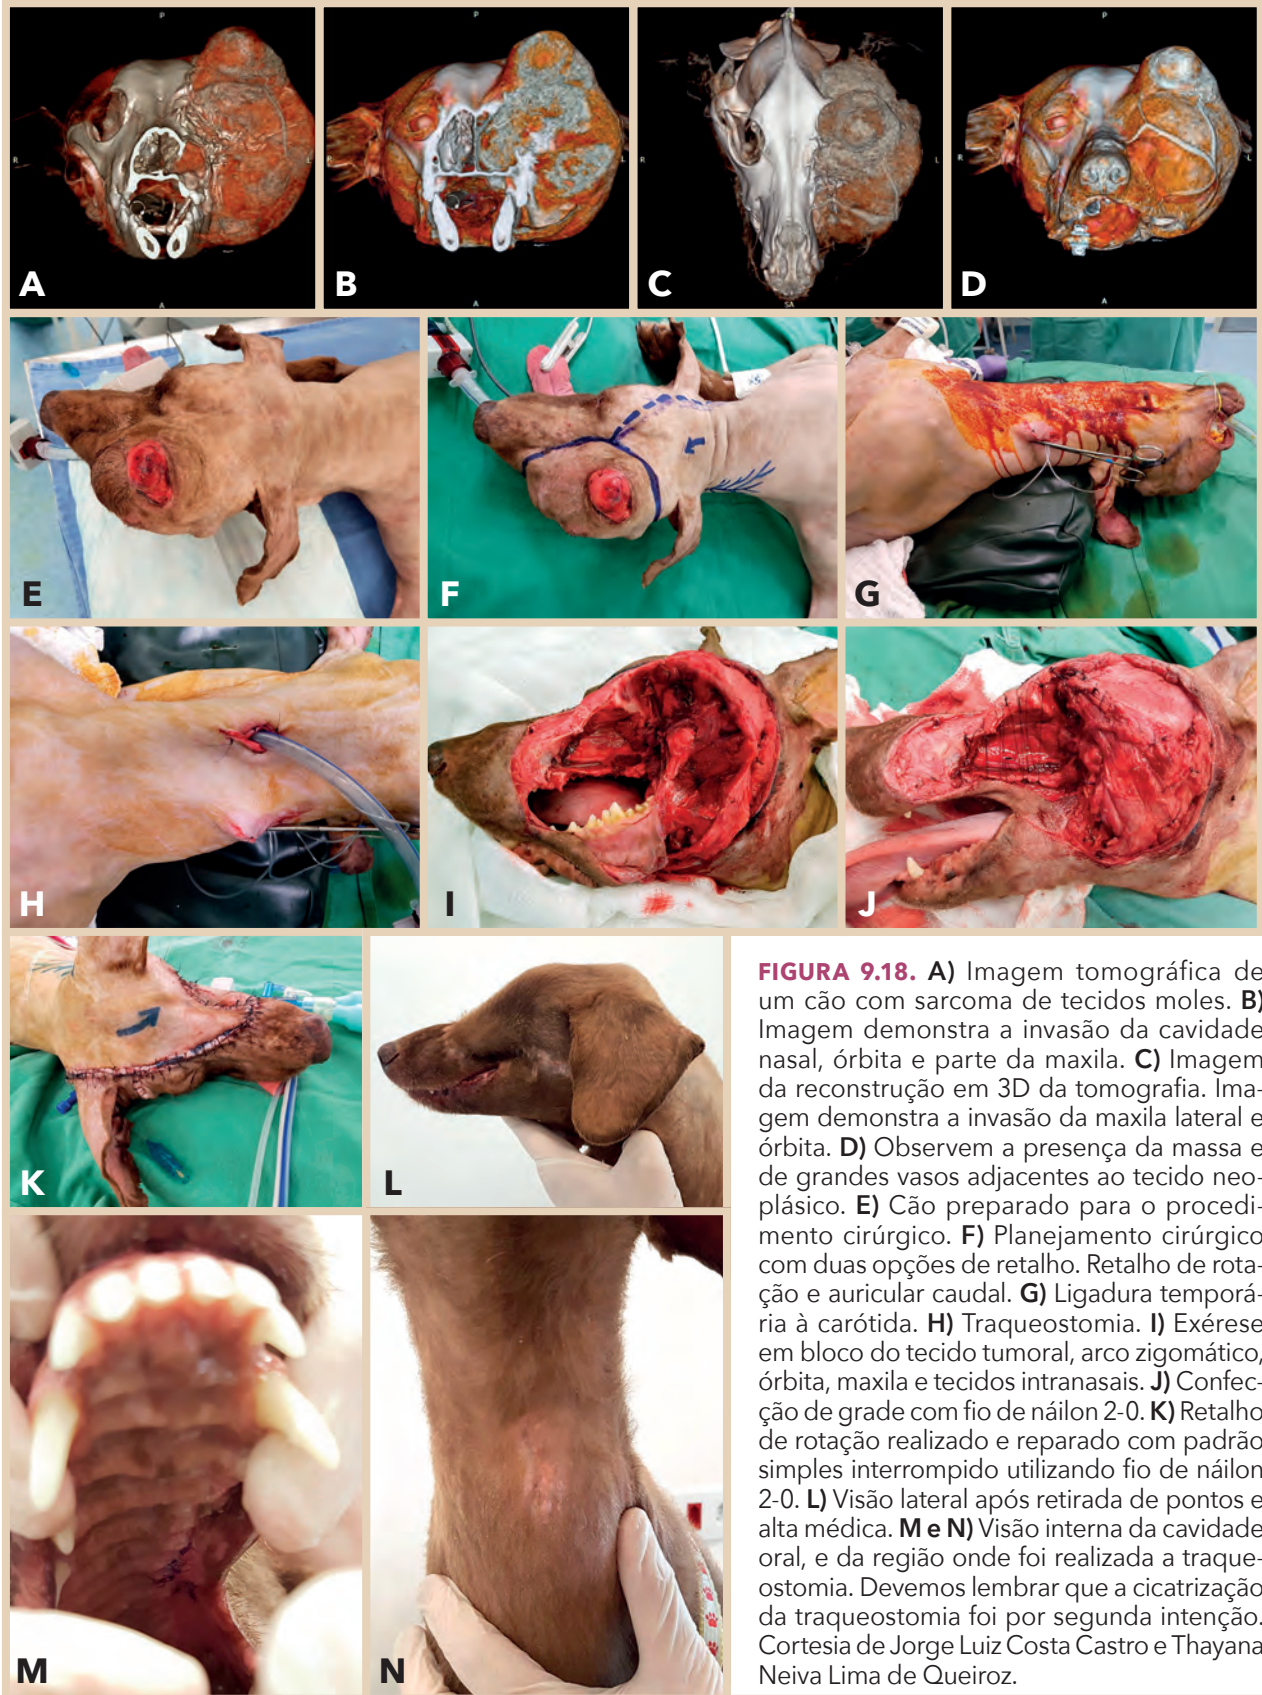 P
R
L
A
A
P
R
L
A
B
R
L
SA
C
P
R
L
A
D
E
F
G
H
I
J
K
L
M
N
FIGURA 9.18. A) Imagem tomográfica de
um cão com sarcoma de tecidos moles. B)
Imagem demonstra a invasão da cavidade
nasal, órbita e parte da maxila. C) Imagem
da reconstrução em 3D da tomografia. Ima-
gem demonstra a invasão da maxila lateral e
órbita. D) Observem a presença da massa e
de grandes vasos adjacentes ao tecido neo-
plásico. E) Cão preparado para o procedi-
mento cirúrgico. F) Planejamento cirúrgico
com duas opções de retalho. Retalho de rota-
ção e auricular caudal. G) Ligadura temporá-
ria à carótida. H) Traqueostomia. I) Exérese
em bloco do tecido tumoral, arco zigomático,
órbita, maxila e tecidos intranasais. J) Confec-
ção de grade com fio de náilon 2-0. K) Retalho
de rotação realizado e reparado com padrão
simples interrompido utilizando fio de náilon
2-0. L) Visão lateral após retirada de pontos e
alta médica. M e N) Visão interna da cavidade
oral, e da região onde foi realizada a traque-
ostomia. Devemos lembrar que a cicatrização
da traqueostomia foi por segunda intenção.
Cortesia de Jorge Luiz Costa Castro e Thayana
Neiva Lima de Queiroz.